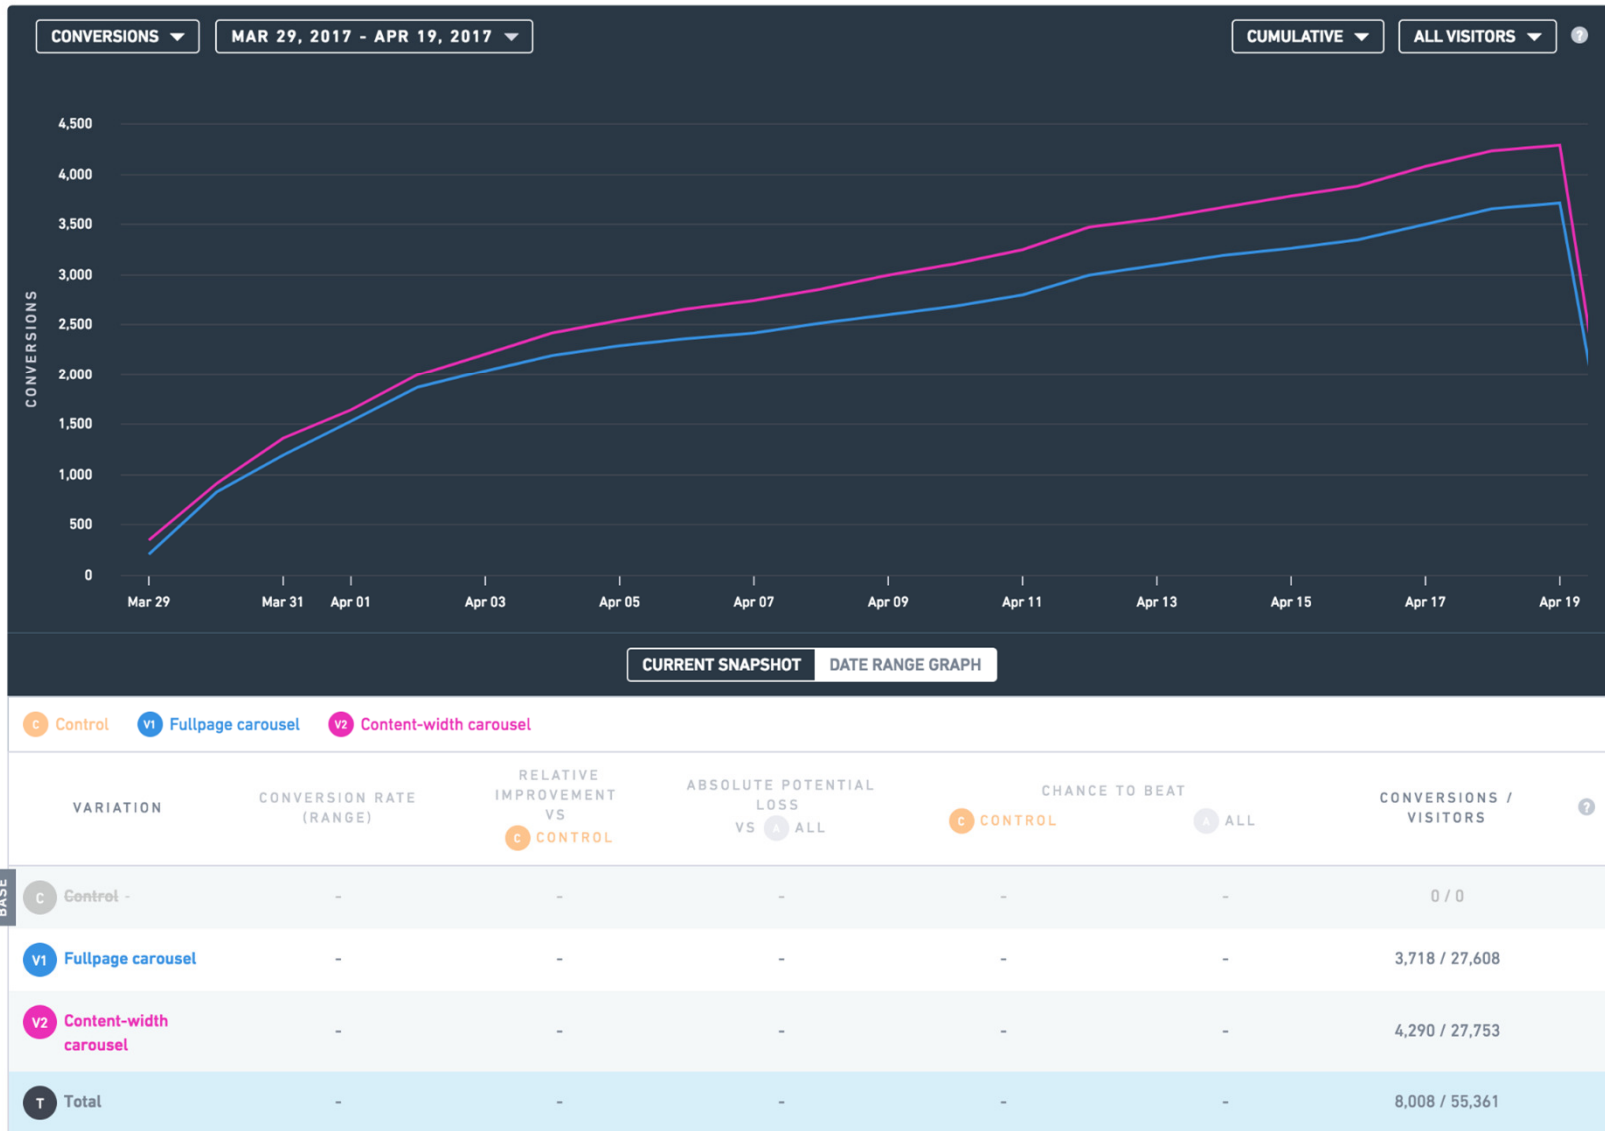 CONVERSIONS MAR 29, 2017 - APR 19, 2017 CUMULATIVE ALL VISITORS ?
4,500
4,000
3,500
3,000
2,500
2,000
1,500
1,000
500
0
CONVERSIONS
Mar 29 Mar 31 Apr 01 Apr 03 Apr 05 Apr 07 Apr 09 Apr 11 Apr 13 Apr 15 Apr 17 Apr 19
CURRENT SNAPSHOT DATE RANGE GRAPH
C Control V1 Fullpage carousel V2 Content-width carousel
VARIATION
CONVERSION RATE
(RANGE)
RELATIVE
IMPROVEMENT
VS
C CONTROL
ABSOLUTE POTENTIAL
LOSS
VS A ALL
CHANCE TO BEAT
C CONTROL A ALL
CONVERSIONS /
VISITORS
?
BASE
C Control - - - - - - 0 / 0
V1 Fullpage carousel - - - - - 3,718 / 27,608
V2 Content-width
carousel - - - - - 4,290 / 27,753
T Total - - - - - 8,008 / 55,361